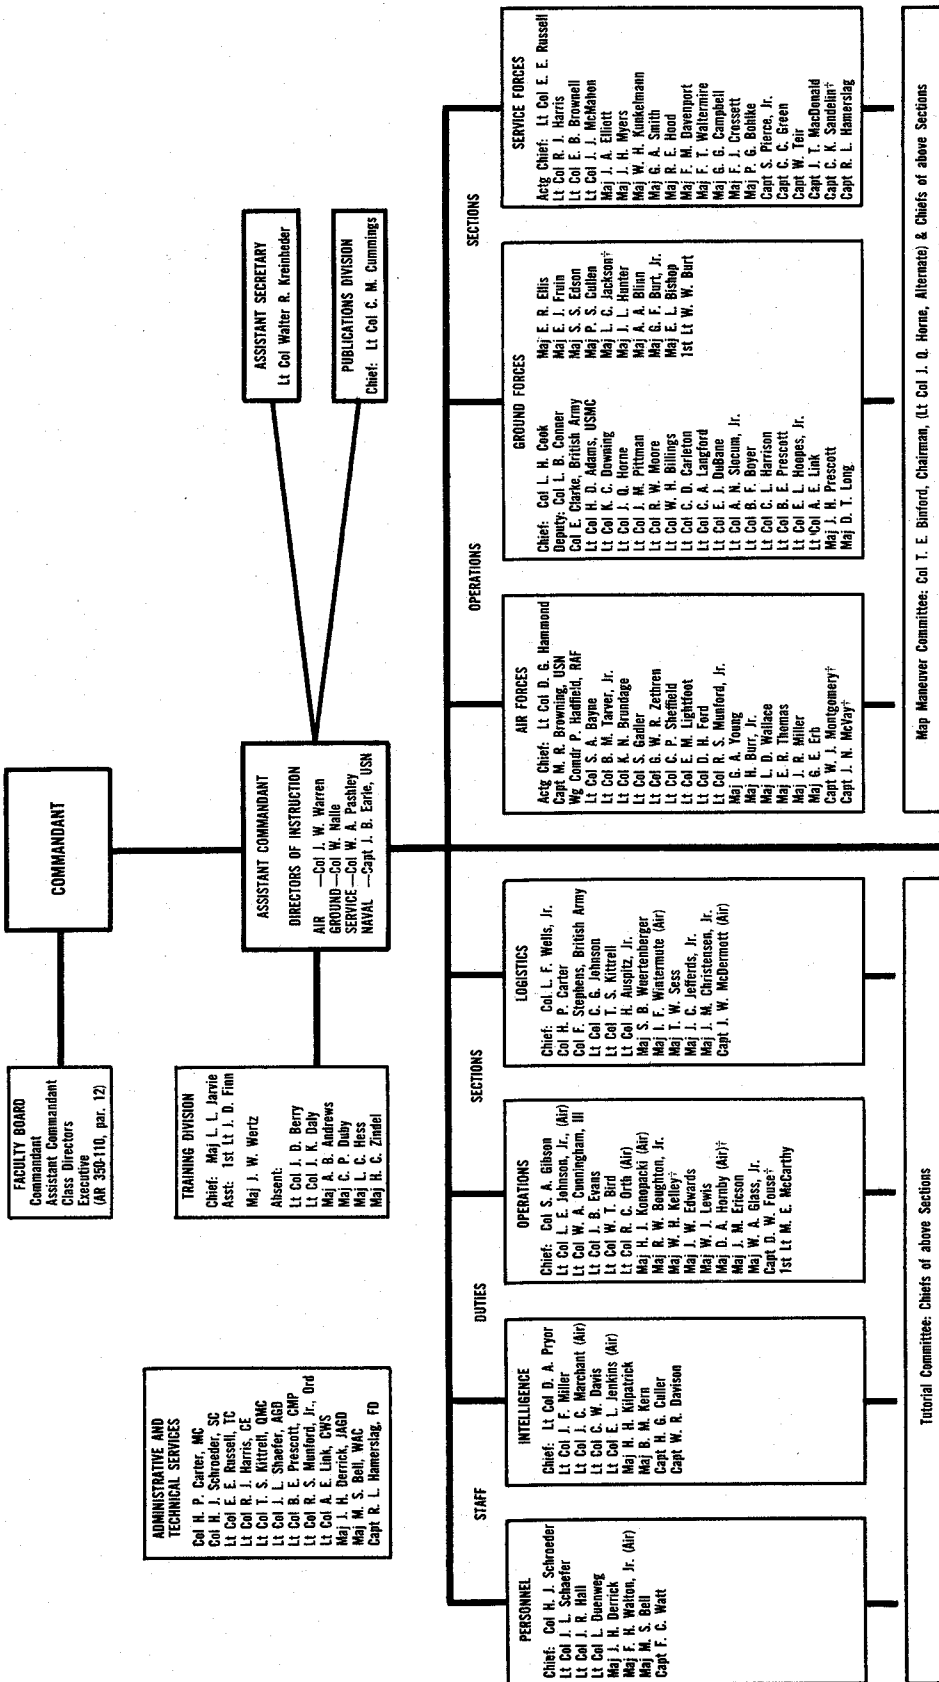 COMMANDANT
FACULTY BOARD
Commandant
Assistant Commandant
Class Directors
Executive
(AR 350-110, par. 12)
ASSISTANT COMMANDANT
DIRECTORS OF INSTRUCTION
AIR —Col J. W. Warren
GROUND—Col W. Nalle
SERVICE—Col W. A. Pashley
NAVAL —Capt J. B. Earle, USN
TRAINING DIVISION
Chief: Maj L. L. Jarvie
Asst: 1st Lt J. D. Finn
Maj J. W. Wertz
Absent:
Lt Col J. D. Berry
Lt Col J. K. Daly
Maj A. B. Andrews
Maj C. P. Duby
Maj L. C. Hess
Maj H. C. Zindel
ASSISTANT SECRETARY
Lt Col Walter R. Kreinheder
PUBLICATIONS DIVISION
Chief: Lt Col C. M. Cummings
ADMINISTRATIVE AND
TECHNICAL SERVICES
Col H. P. Carter, MC
Col H. J. Schroeder, SC
Lt Col E. E. Russell, TC
Lt Col R. J. Harris, CE
Lt Col T. S. Kittrell, QMC
Lt Col J. L. Shaefer, AGD
Lt Col B. E. Prescott, CMP
Lt Col R. S. Munford, Jr., Ord
Lt Col A. E. Link, CWS
Maj J. H. Derrick, JAGD
Maj M. S. Bell, WAC
Capt R. L. Hamerslag, FD
STAFF DUTIES SECTIONS
OPERATIONS SECTIONS
PERSONNEL
Chief: Col H. J. Schroeder
Lt Col J. L. Schaefer
Lt Col J. R. Hall
Lt Col L. Duenweg
Maj J. H. Derrick
Maj F. H. Walton, Jr. (Air)
Maj M. S. Bell
Capt F. C. Watt
INTELLIGENCE
Chief: Lt Col D. A. Pryor
Lt Col J. F. Miller
Lt Col J. C. Marchant (Air)
Lt Col C. W. Davis
Lt Col E. L. Jenkins (Air)
Maj H. H. Kilpatrick
Maj B. M. Kern
Capt H. G. Culler
Capt W. R. Davison
OPERATIONS
Chief: Col S. A. Gibson
Lt Col L. E. Johnson, Jr., (Air)
Lt Col W. A. Cunningham, III
Lt Col J. B. Evans
Lt Col W. T. Bird
Lt Col R. C. Orth (Air)
Maj H. J. Konopacki (Air)
Maj R. W. Boughton, Jr.
Maj W. H. Kelley†
Maj J. W. Edwards
Maj W. J. Lewis
Maj D. A. Hornby (Air)†
Maj J. M. Ericson
Maj W. A. Glass, Jr.
Capt D. W. Fouse†
1st Lt M. E. McCarthy
LOGISTICS
Chief: Col L. F. Wells, Jr.
Col H. P. Carter
Col F. Stephens, British Army
Lt Col C. G. Johnson
Lt Col T. S. Kittrell
Lt Col H. Auspitz, Jr.
Maj S. B. Wuertenberger
Maj I. F. Wintermute (Air)
Maj T. W. Sess
Maj J. C. Jefferds, Jr.
Maj J. M. Christensen, Jr.
Capt J. W. McDermott (Air)
AIR FORCES
Actg Chief: Lt Col D. G. Hammond
Capt M. R. Browning, USN
Wg Comdr P. Hadfield, RAF
Lt Col S. A. Bayne
Lt Col B. M. Tarver, Jr.
Lt Col K. N. Brundage
Lt Col S. Gadler
Lt Col G. W. R. Zethren
Lt Col C. P. Sheffield
Lt Col E. M. Lightfoot
Lt Col D. H. Ford
Lt Col R. S. Munford, Jr.
Maj G. A. Young
Maj H. Burr, Jr.
Maj L. D. Wallace
Maj E. R. Thomas
Maj J. R. Miller
Maj G. E. Erb
Capt W. J. Montgomery†
Capt J. N. McVay†
GROUND FORCES
Chief: Col L. H. Cook
Deputy: Col L. B. Conner
Col E. Clarke, British Army
Lt Col H. D. Adams, USMC
Lt Col K. C. Downing
Lt Col J. Q. Horne
Lt Col J. M. Pittman
Lt Col R. W. Moore
Lt Col W. H. Billings
Lt Col C. D. Carleton
Lt Col C. A. Langford
Lt Col E. J. DuBane
Lt Col A. N. Slocum, Jr.
Lt Col B. F. Boyer
Lt Col C. L. Harrison
Lt Col B. E. Prescott
Lt Col E. L. Hoopes, Jr.
Lt Col A. E. Link
Maj J. H. Prescott
Maj D. T. Long
Maj E. R. Ellis
Maj E. J. Fruin
Maj S. S. Edson
Maj P. S. Cullen
Maj L. C. Jackson†
Maj J. L. Hunter
Maj A. A. Blinn
Maj G. F. Burt, Jr.
Maj E. L. Bishop
1st Lt W. W. Burt
SERVICE FORCES
Actg Chief: Lt Col E. E. Russell
Lt Col R. J. Harris
Lt Col E. B. Brownell
Lt Col J. J. McMahon
Maj J. A. Elliott
Maj J. H. Myers
Maj W. H. Kunkelmann
Maj G. A. Smith
Maj R. E. Hood
Maj F. M. Davenport
Maj F. T. Waltermire
Maj G. G. Campbell
Maj F. J. Crossett
Maj P. G. Bohlke
Capt S. Pierce, Jr.
Capt C. C. Green
Capt W. Teir
Capt J. T. MacDonald
Capt C. K. Sandelin†
Capt R. L. Hamerslag
Tutorial Committee: Chiefs of above Sections
Map Maneuver Committee: Col T. E. Binford, Chairman, (Lt Col J. Q. Horne, Alternate) & Chiefs of above Sections